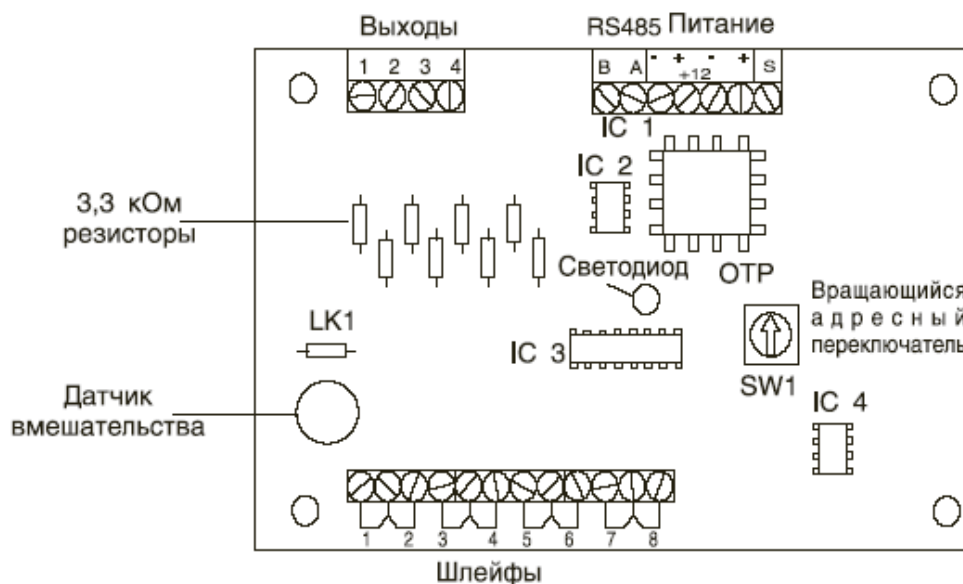 Выходы
RS485 Питание
1 2 3 4
B A - + - + S
+12
IC 1
IC 2
3,3 кОм
резисторы
Светодиод
OTP
Вращающийся
адресный
переключатель
LK1
IC 3
SW1
Датчик
вмешательства
IC 4
1 2 3 4 5 6 7 8
Шлейфы